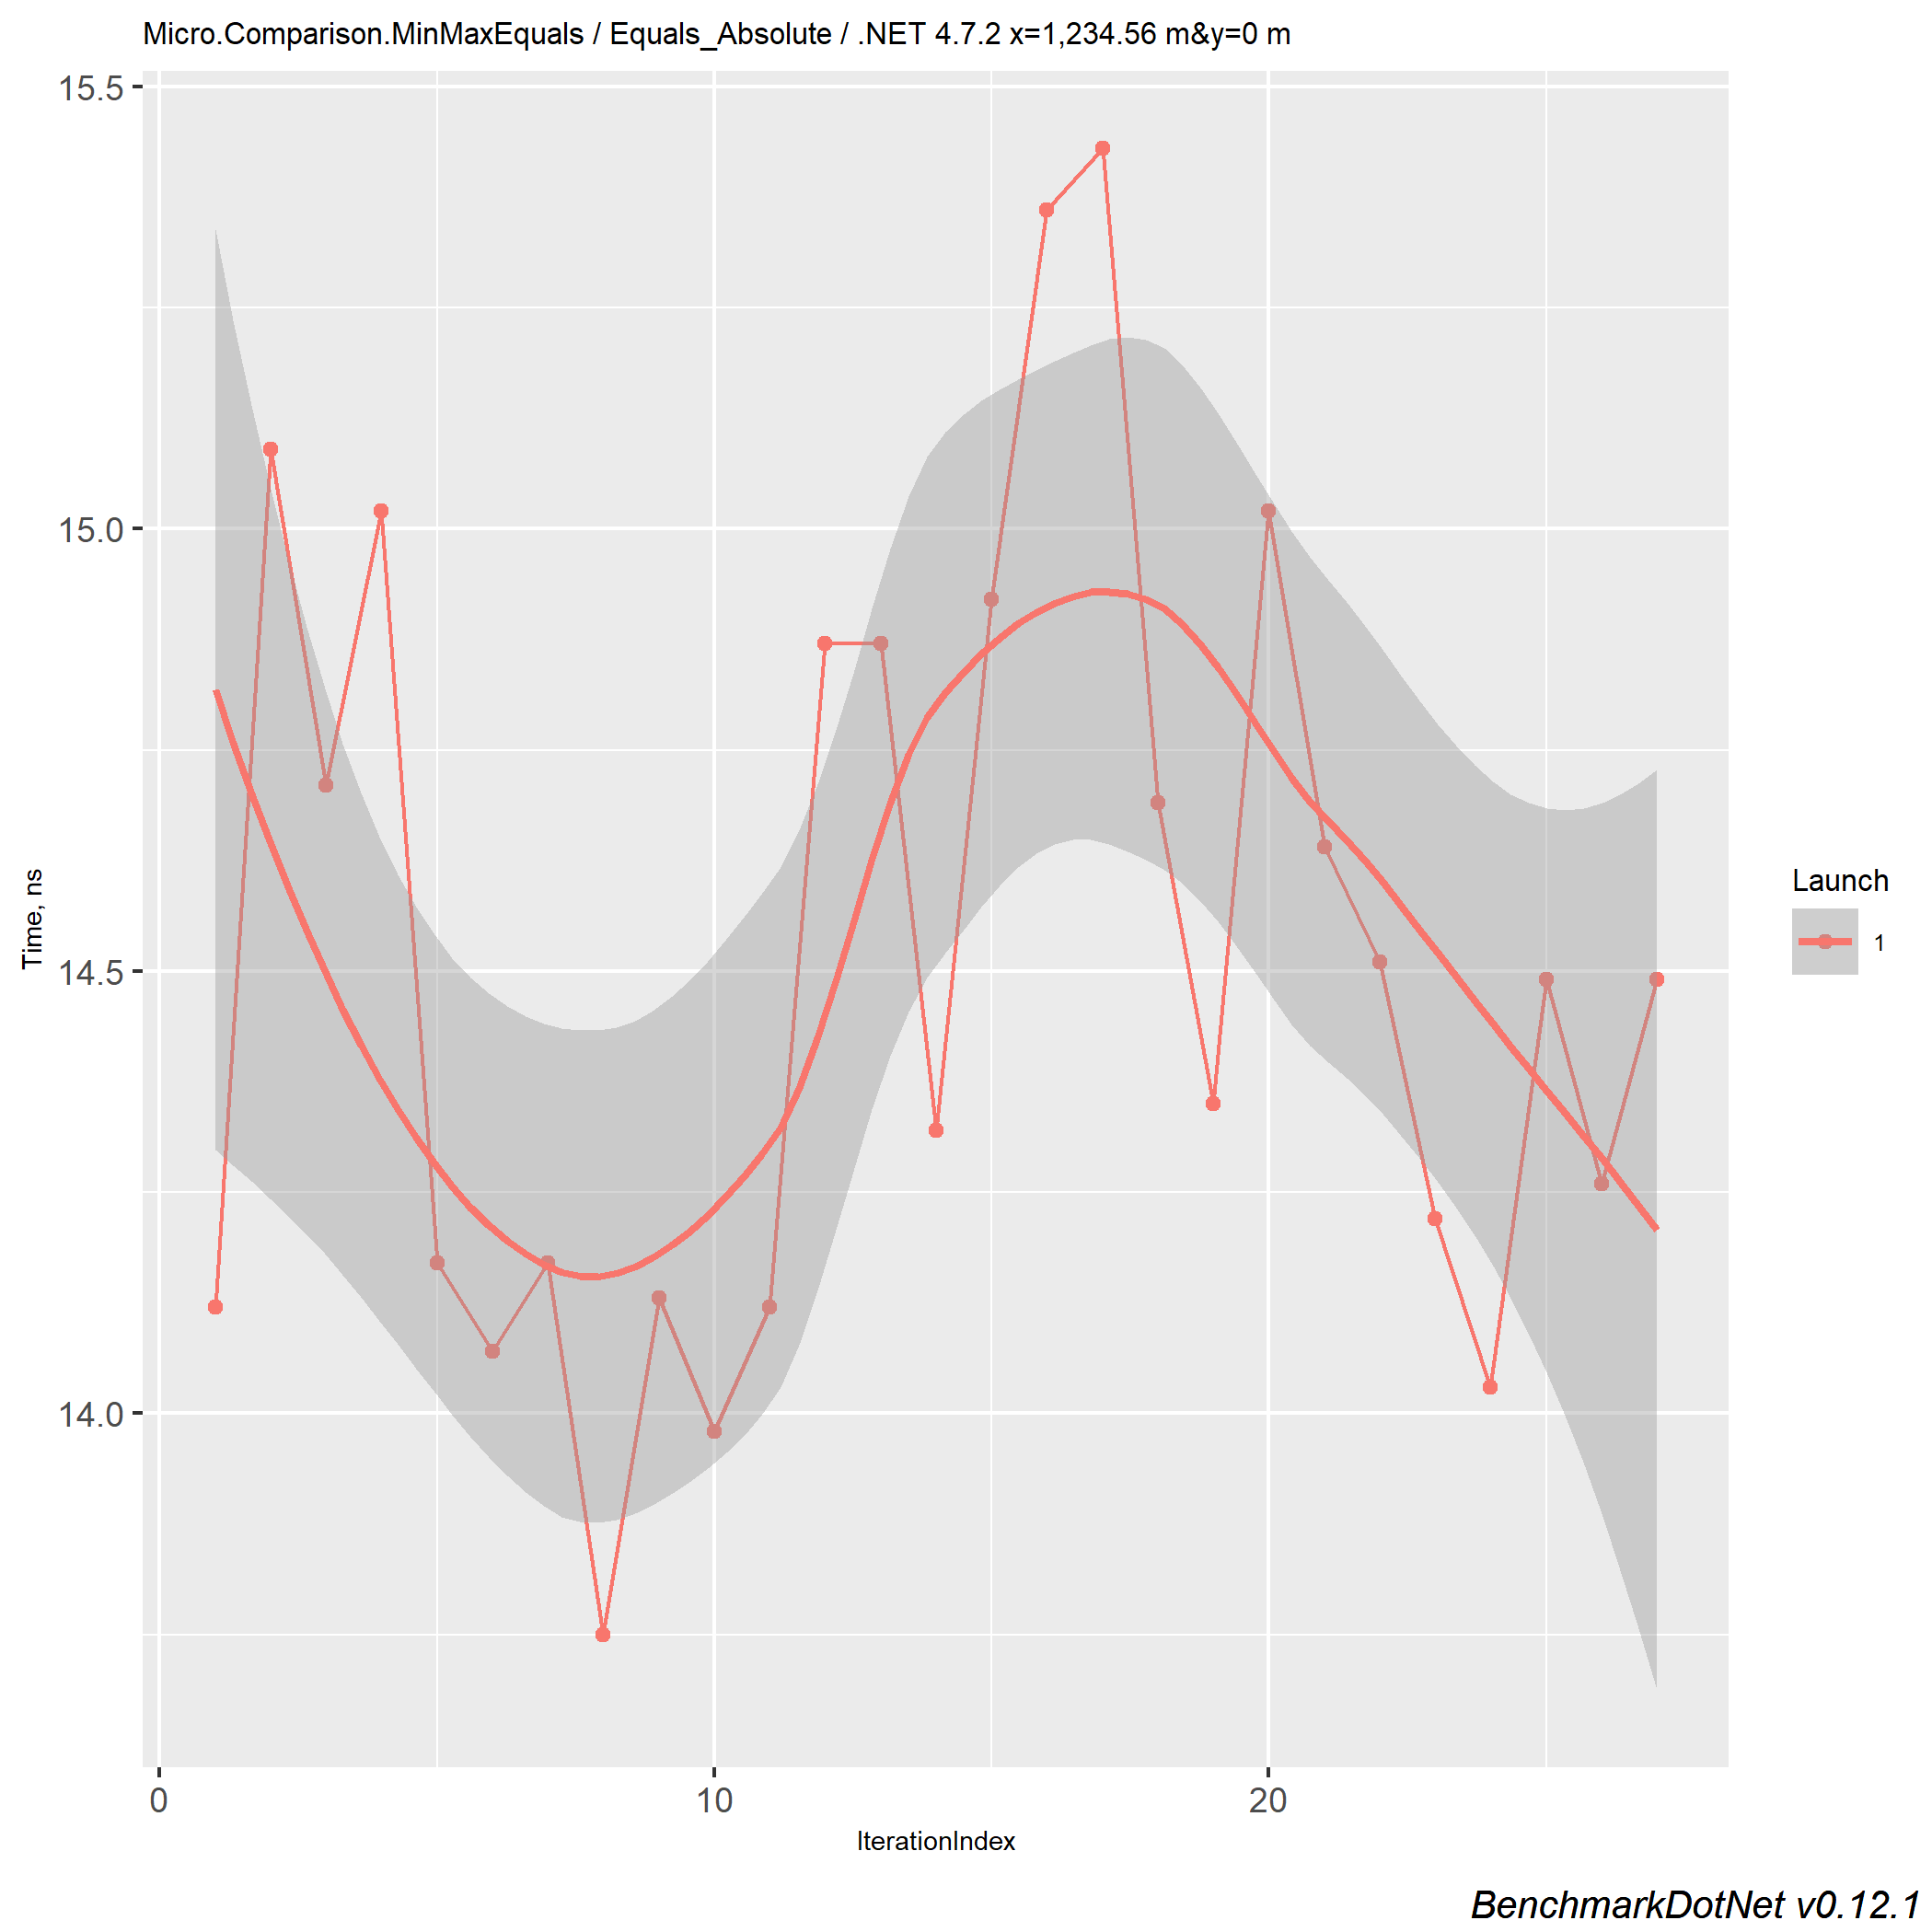 Micro.Comparison.MinMaxEquals / Equals_Absolute / .NET 4.7.2 x=1,234.56 m&y=0 m
15.5
15.0
14.5
14.0
Time, ns
0 10 20
IterationIndex
Launch
1
BenchmarkDotNet v0.12.1